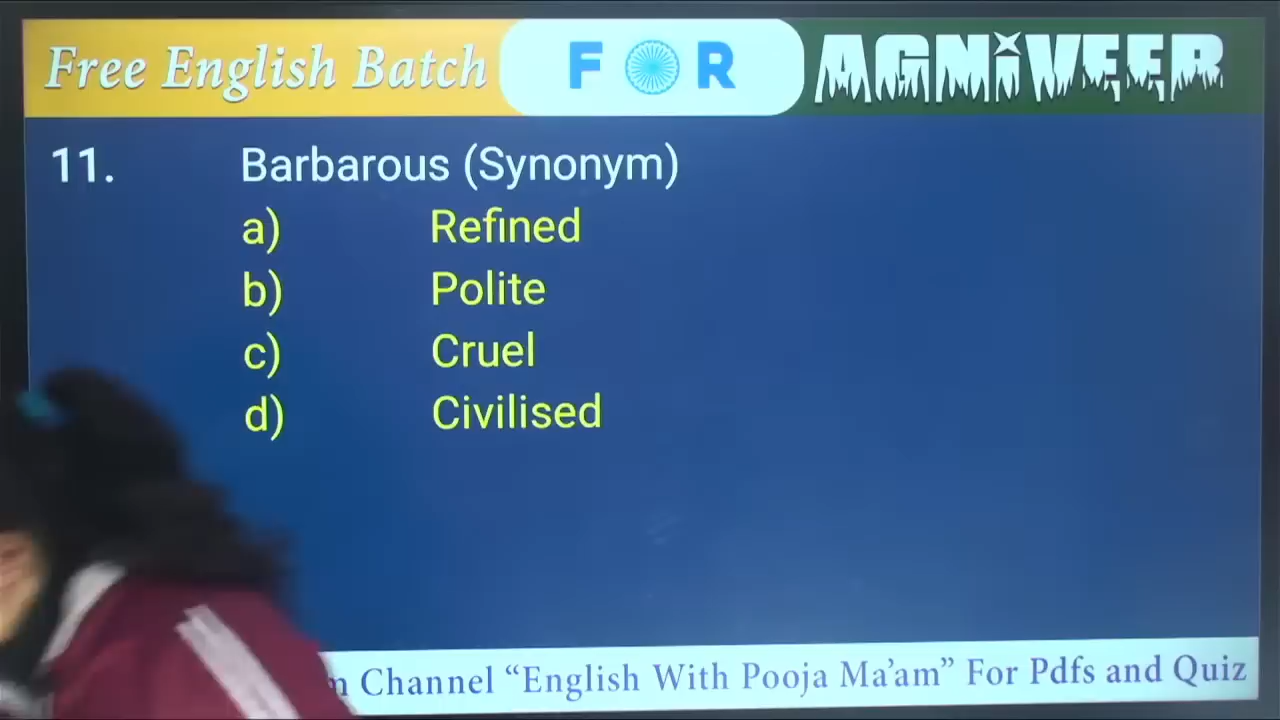 Free English Batch FOR AGNiVEER
11. Barbarous (Synonym)
a) Refined
b) Polite
c) Cruel
d) Civilised
Channel “English With Pooja Ma’am” For Pdfs and Quiz